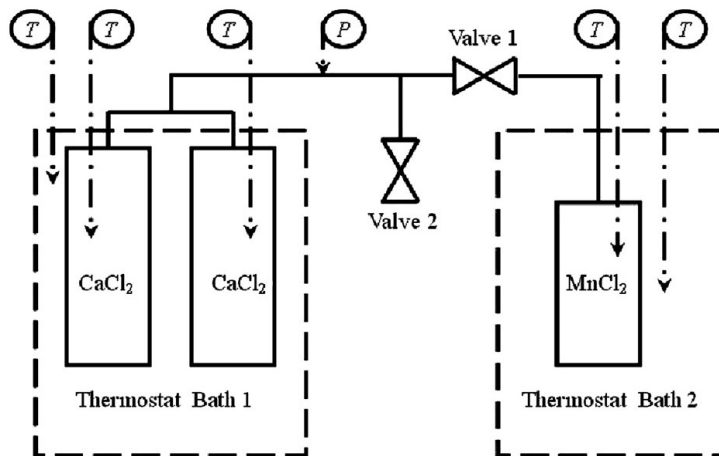 T T T P T T
Valve 1
Valve 2
CaCl₂ CaCl₂ MnCl₂
Thermostat Bath 1 Thermostat Bath 2